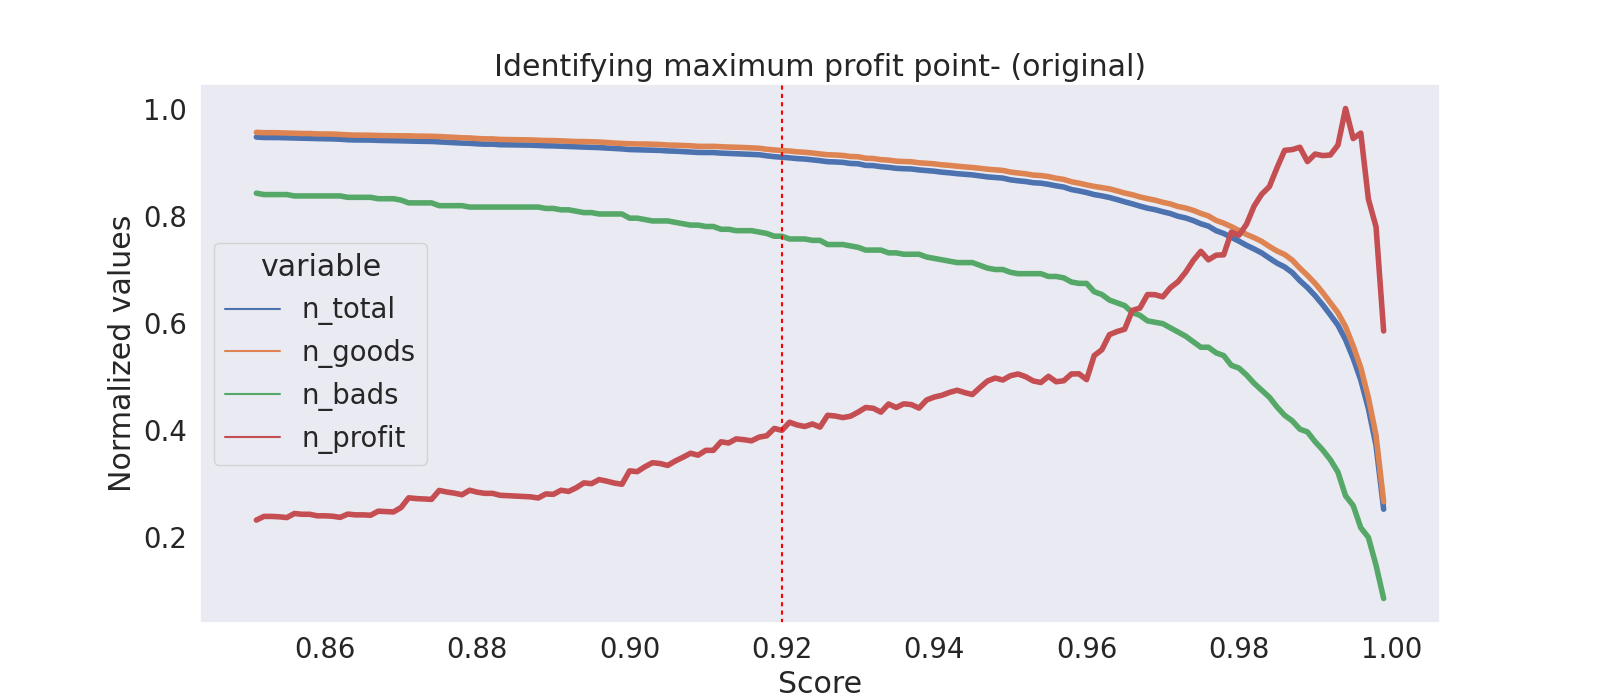 Identifying maximum profit point- (original)
Normalized values
1.0
0.8
0.6
0.4
0.2
variable
n_total
n_goods
n_bads
n_profit
0.86 0.88 0.90 0.92 0.94 0.96 0.98 1.00
Score